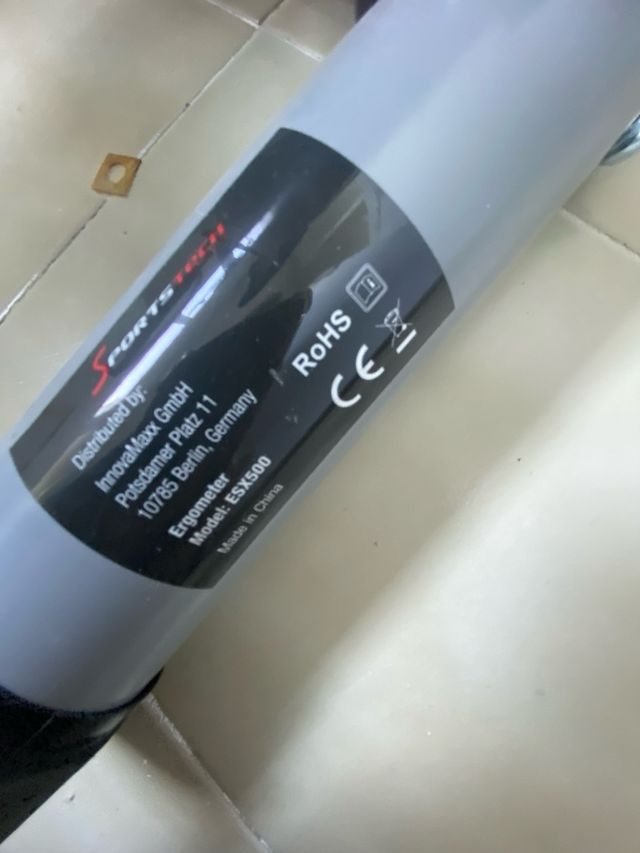 SPORTSTECH
Distributed by:
InnovaMaxx GmbH
Potsdamer Platz 11
10785 Berlin, Germany
Ergometer
Model: ESX500
Made in China
RoHS
CE